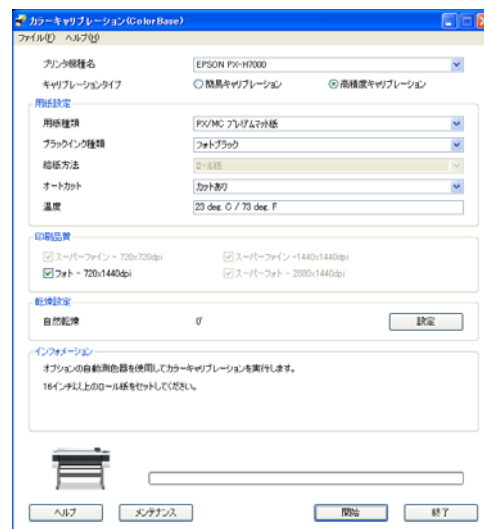 カラーキャリブレーション(ColorBase)
ファイル(F) ヘルプ(H)
プリンタ機種名 EPSON PX-H7000
キャリブレーションタイプ 簡易キャリブレーション 高精度キャリブレーション
用紙設定
用紙種類 PX/MC プレミアムマット紙
ブラックインク種類 フォトブラック
給紙方法 ロール紙
オートカット カットあり
温度 23 deg. C / 73 deg. F
印刷品質
スーパーファイン - 720x720dpi スーパーファイン -1440x1440dpi
フォト - 720x1440dpi スーパーフォト - 2880x1440dpi
乾燥設定
自然乾燥 0' 設定
インフォメーション
オプションの自動測色器を使用してカラーキャリブレーションを実行します。
16インチ以上のロール紙をセットしてください。
ヘルプ メンテナンス 開始 終了